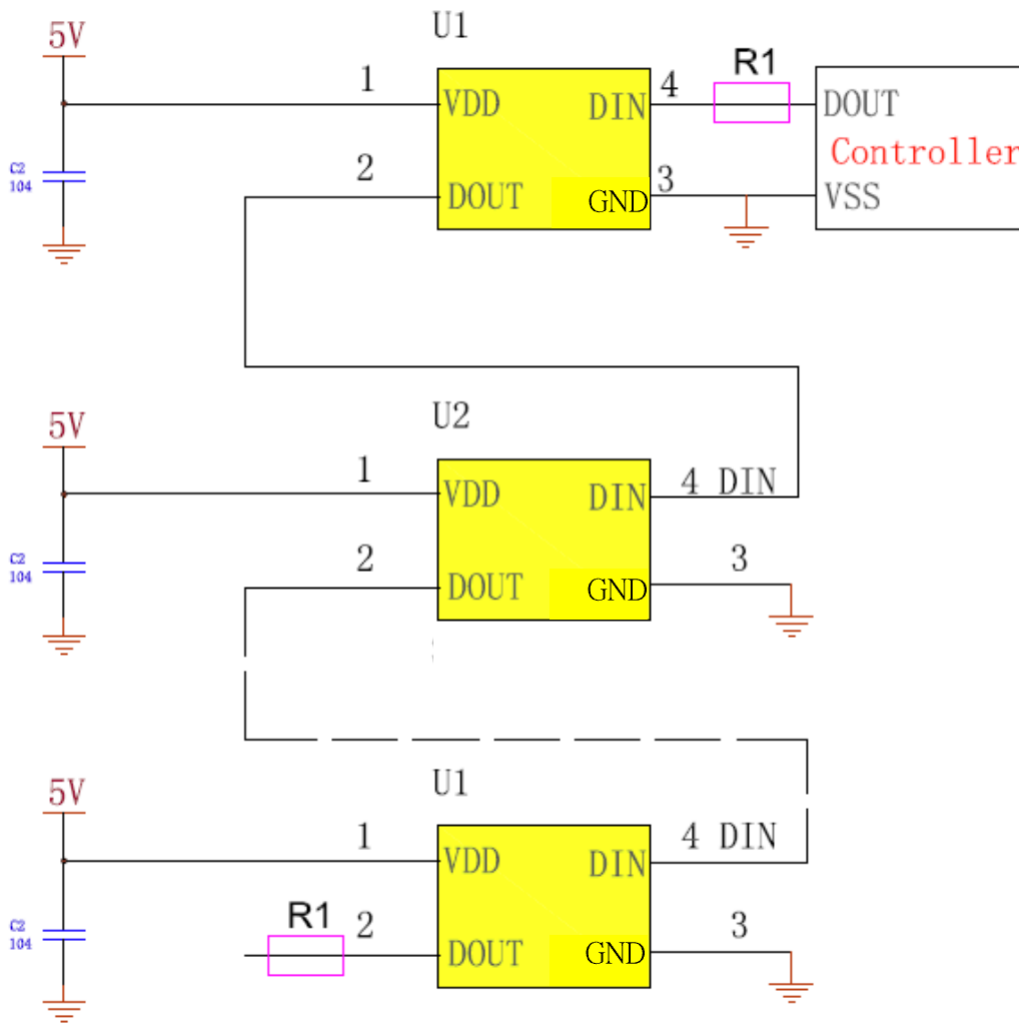 U1
5V
R1
1
4
VDD
DIN
DOUT
Controller
C2
104
2
3
DOUT
GND
VSS
U2
5V
1
4 DIN
VDD
DIN
C2
104
2
3
DOUT
GND
U1
5V
1
4 DIN
VDD
DIN
R1
2
3
C2
104
DOUT
GND